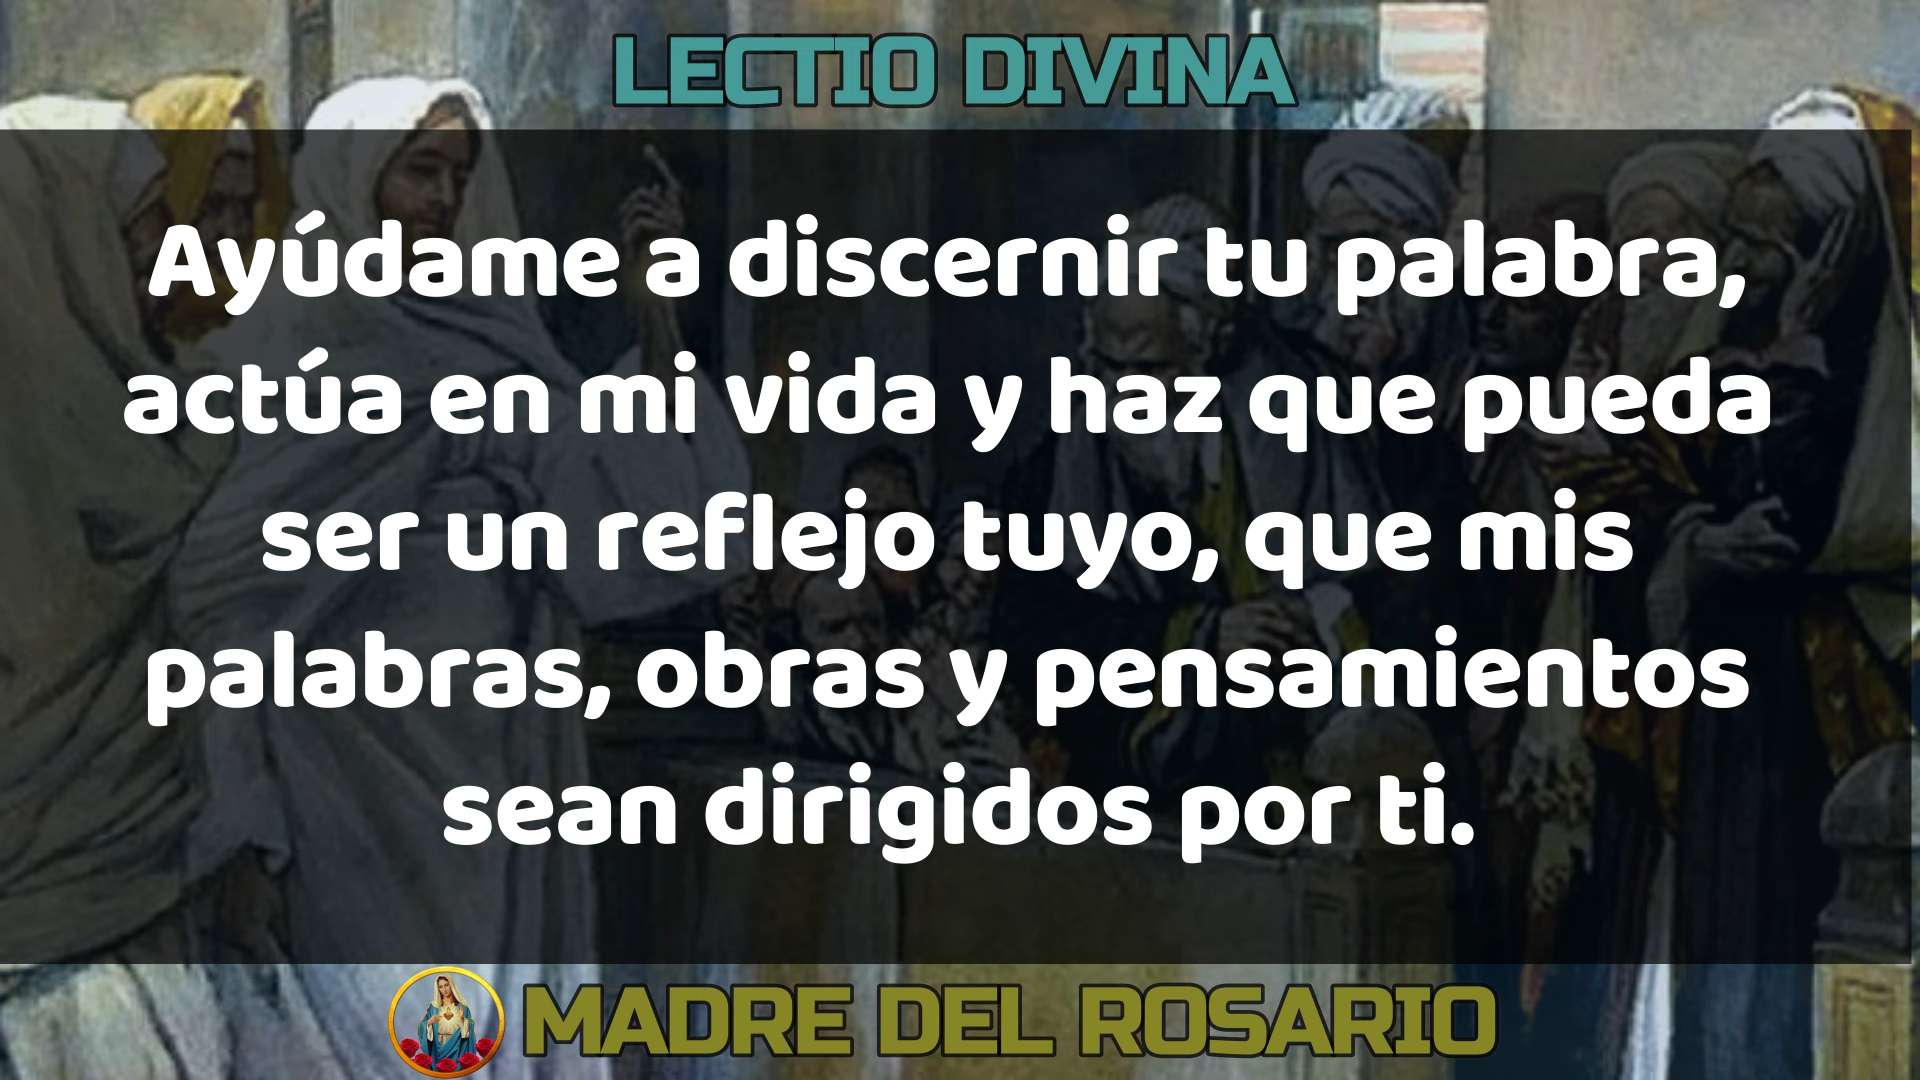 LECTIO DIVINA
Ayúdame a discernir tu palabra,
actúa en mi vida y haz que pueda
ser un reflejo tuyo, que mis
palabras, obras y pensamientos
sean dirigidos por ti.
MADRE DEL ROSARIO